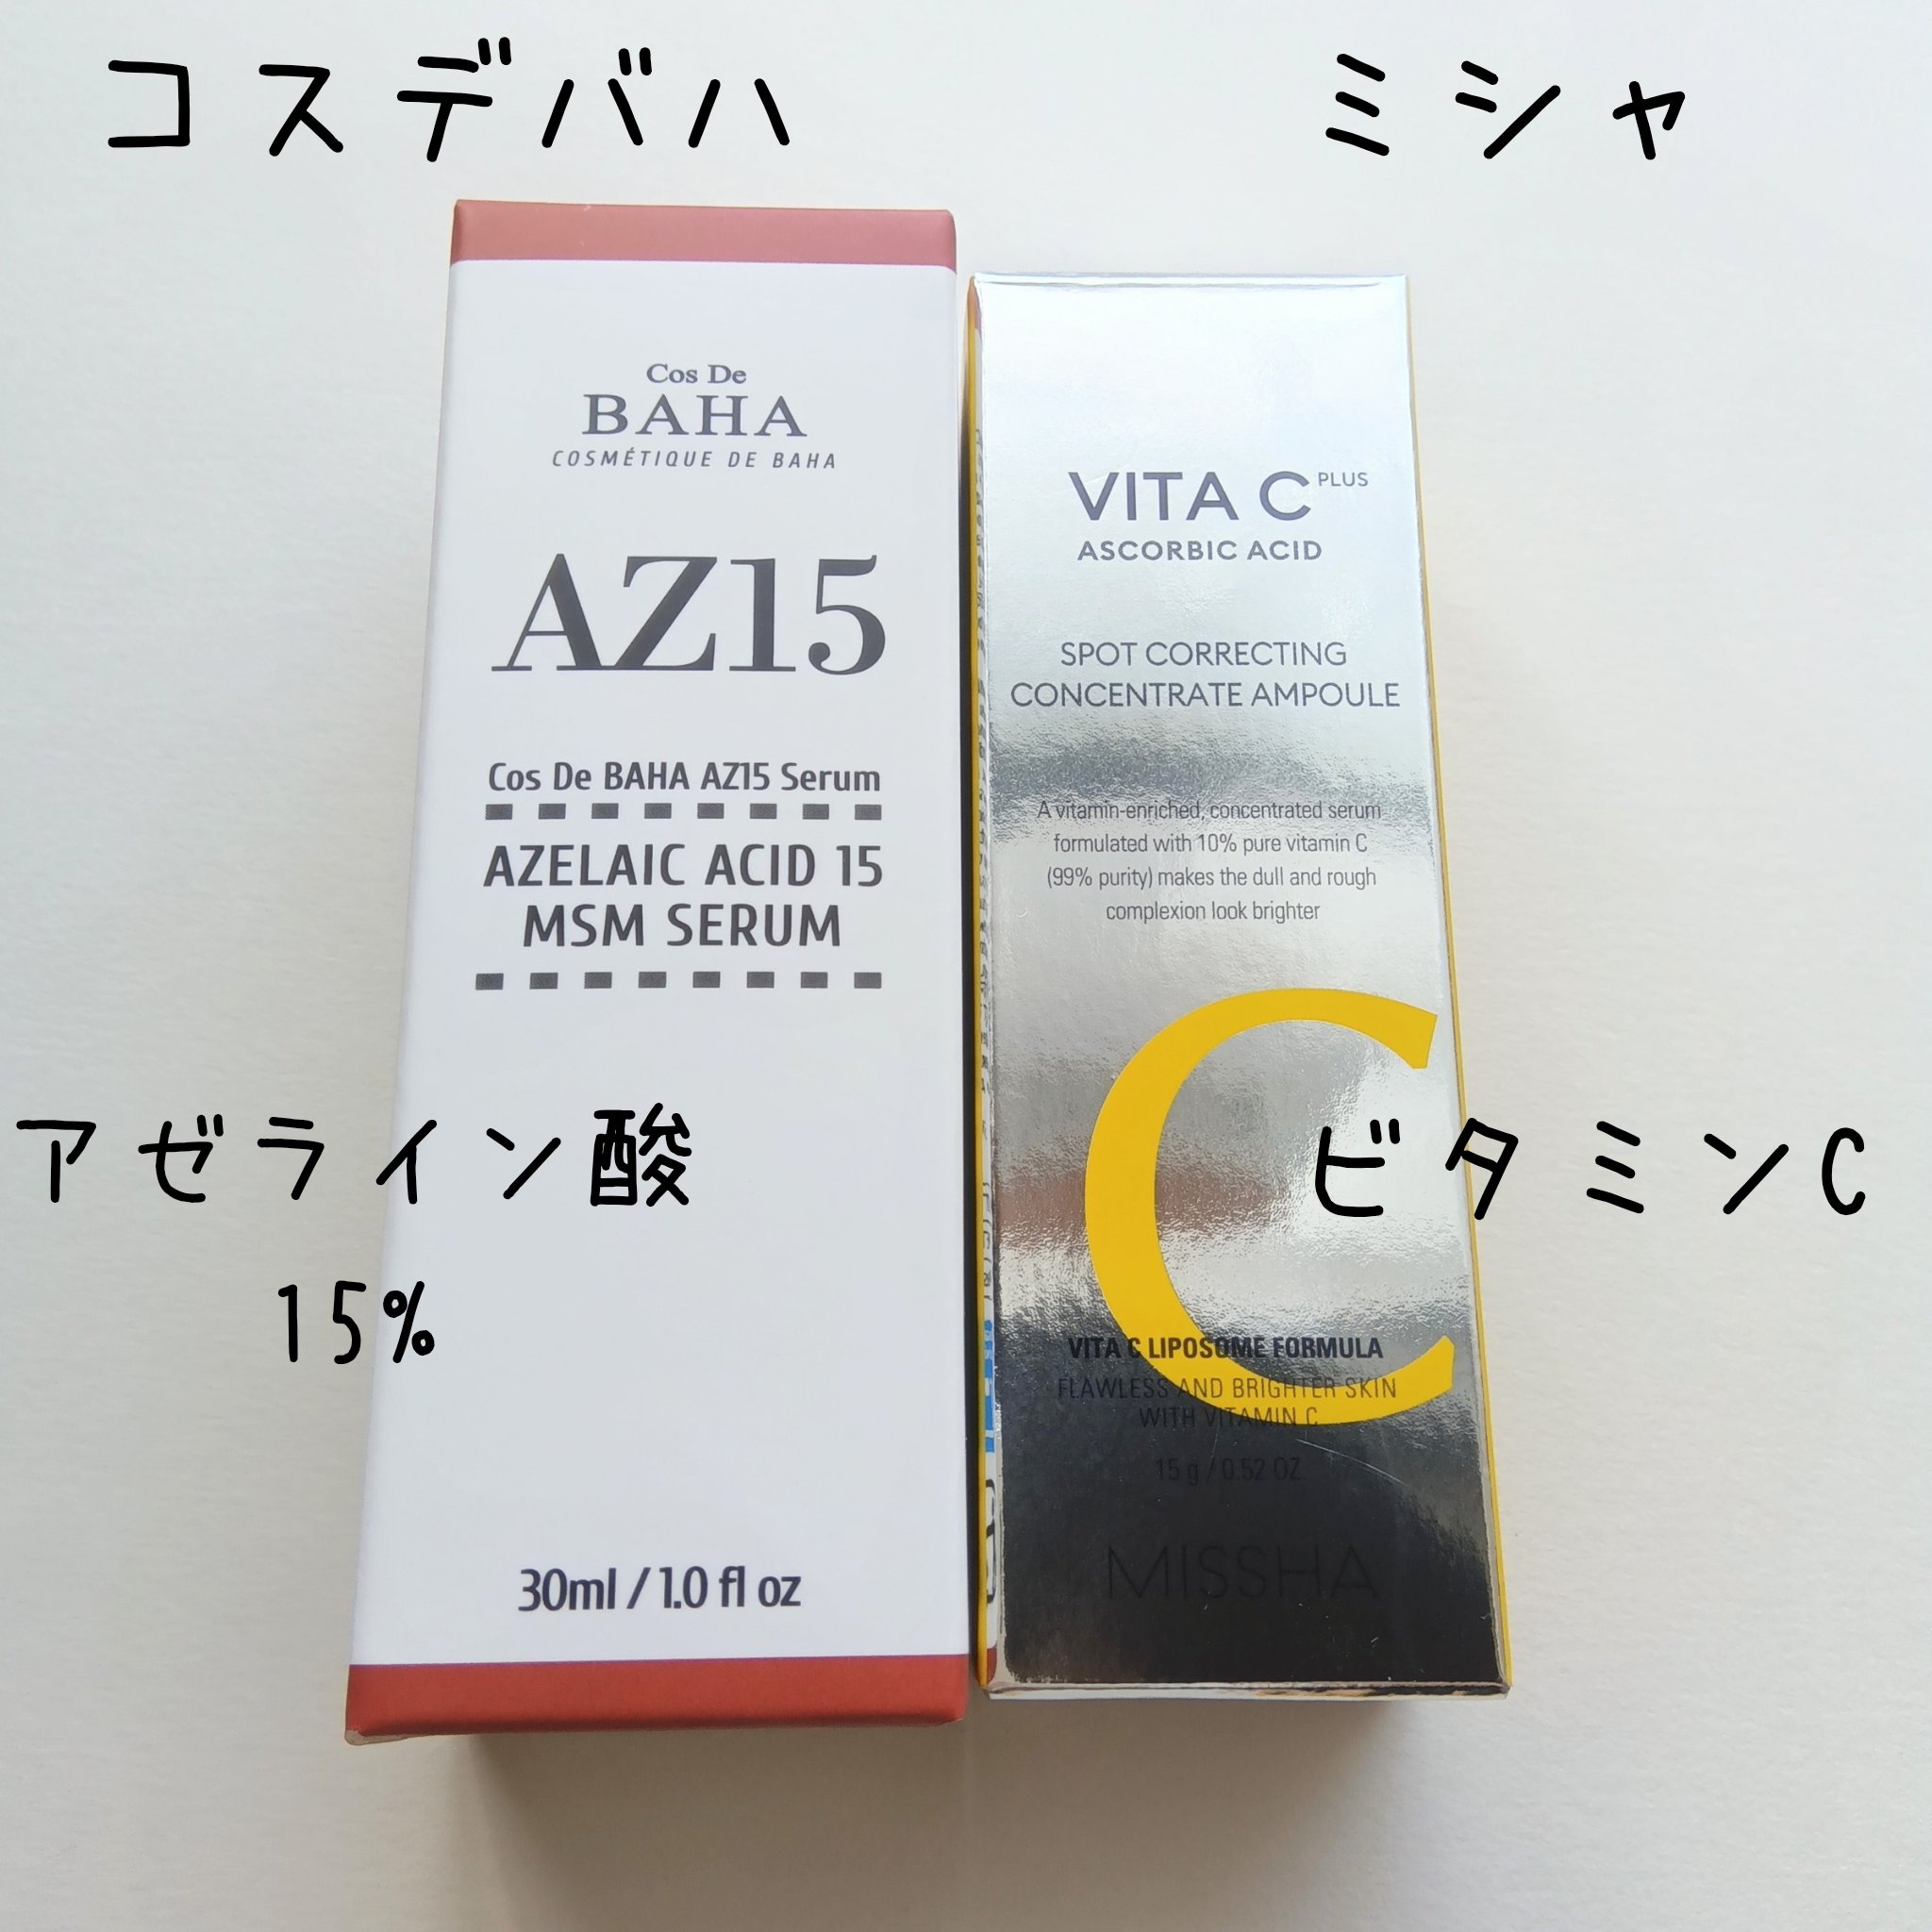 コスデバハ
ミシャ
Cos De
BAHA
COSMÉTIQUE DE BAHA
AZ15
Cos De BAHA AZ15 Serum
AZELAIC ACID 15
MSM SERUM
アゼライン酸
15%
30ml / 1.0 fl oz
VITA C PLUS
ASCORBIC ACID
SPOT CORRECTING
CONCENTRATE AMPOULE
A vitamin-enriched, concentrated serum
formulated with 10% pure vitamin C
(99% purity) makes the dull and rough
complexion look brighter
ビタミンC
VITA C LIPOSOME FORMULA
FLAWLESS AND BRIGHTER SKIN
WITH VITAMIN C
15 g / 0.52 OZ.
MISSHA